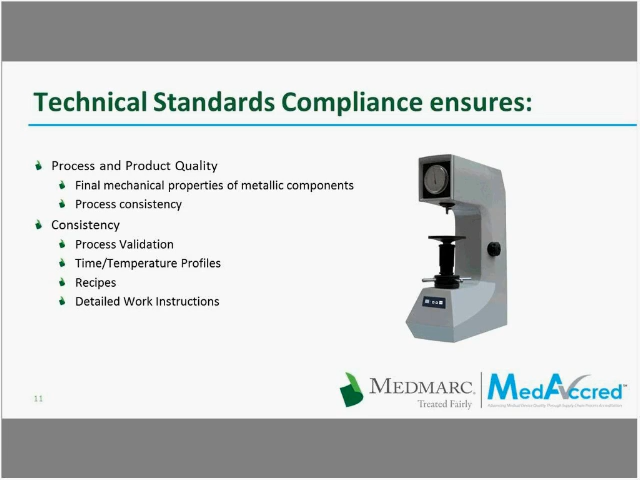 Technical Standards Compliance ensures:
Process and Product Quality
Final mechanical properties of metallic components
Process consistency
Consistency
Process Validation
Time/Temperature Profiles
Recipes
Detailed Work Instructions
11
MEDMARC
Treated Fairly
MedAccred™